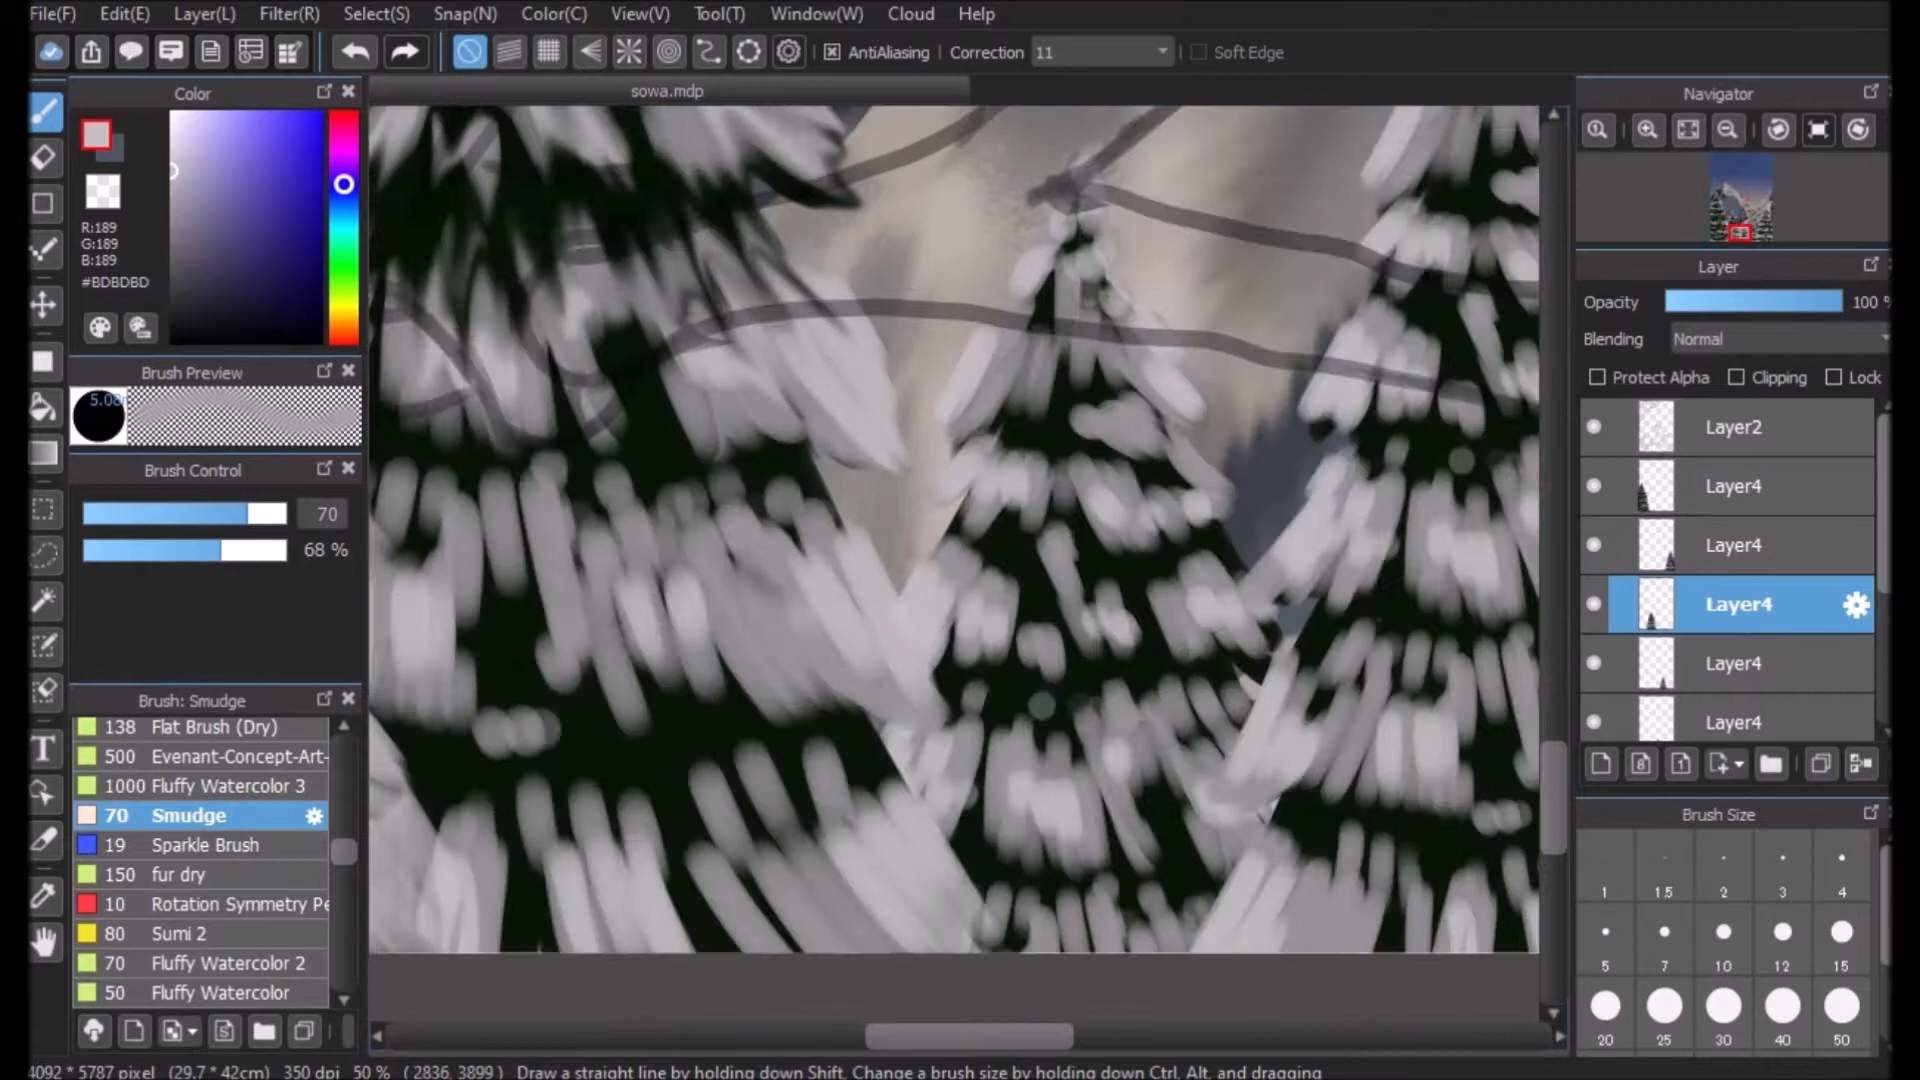 File(F) Edit(E) Layer(L) Filter(R) Select(S) Snap(N) Color(C) View(V) Tool(T) Window(W) Cloud Help
AntiAliasing Correction 11 Soft Edge
Color
sowa.mdp
Navigator
R:189
G:189
B:189
#BDBDBD
Layer
Opacity 100 %
Blending Normal
Protect Alpha Clipping Lock
Brush Preview
5.08
Brush Control
70
68 %
Layer2
Layer4
Layer4
Layer4
Layer4
Layer4
Brush: Smudge
138 Flat Brush (Dry)
500 Evenant-Concept-Art-
1000 Fluffy Watercolor 3
70 Smudge
19 Sparkle Brush
150 fur dry
10 Rotation Symmetry Pe
80 Sumi 2
70 Fluffy Watercolor 2
50 Fluffy Watercolor
8 1
S
Brush Size
1 1.5 2 3 4
5 7 10 12 15
20 25 30 40 50
4092 * 5787 pixel (29.7 * 42cm) 350 dpi 50 % ( 2836, 3899 ) Draw a straight line by holding down Shift, Change a brush size by holding down Ctrl, Alt, and dragging